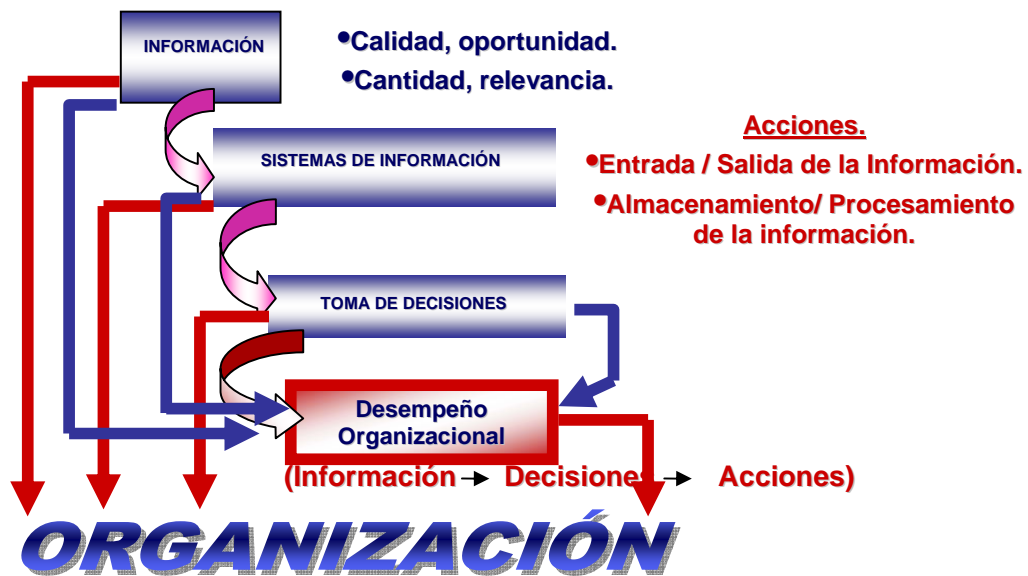 INFORMACIÓN
•Calidad, oportunidad.
•Cantidad, relevancia.
Acciones.
•Entrada / Salida de la Información.
•Almacenamiento/ Procesamiento
de la información.
SISTEMAS DE INFORMACIÓN
TOMA DE DECISIONES
Desempeño
Organizacional
(Información → Decisiones → Acciones)
ORGANIZACIÓN